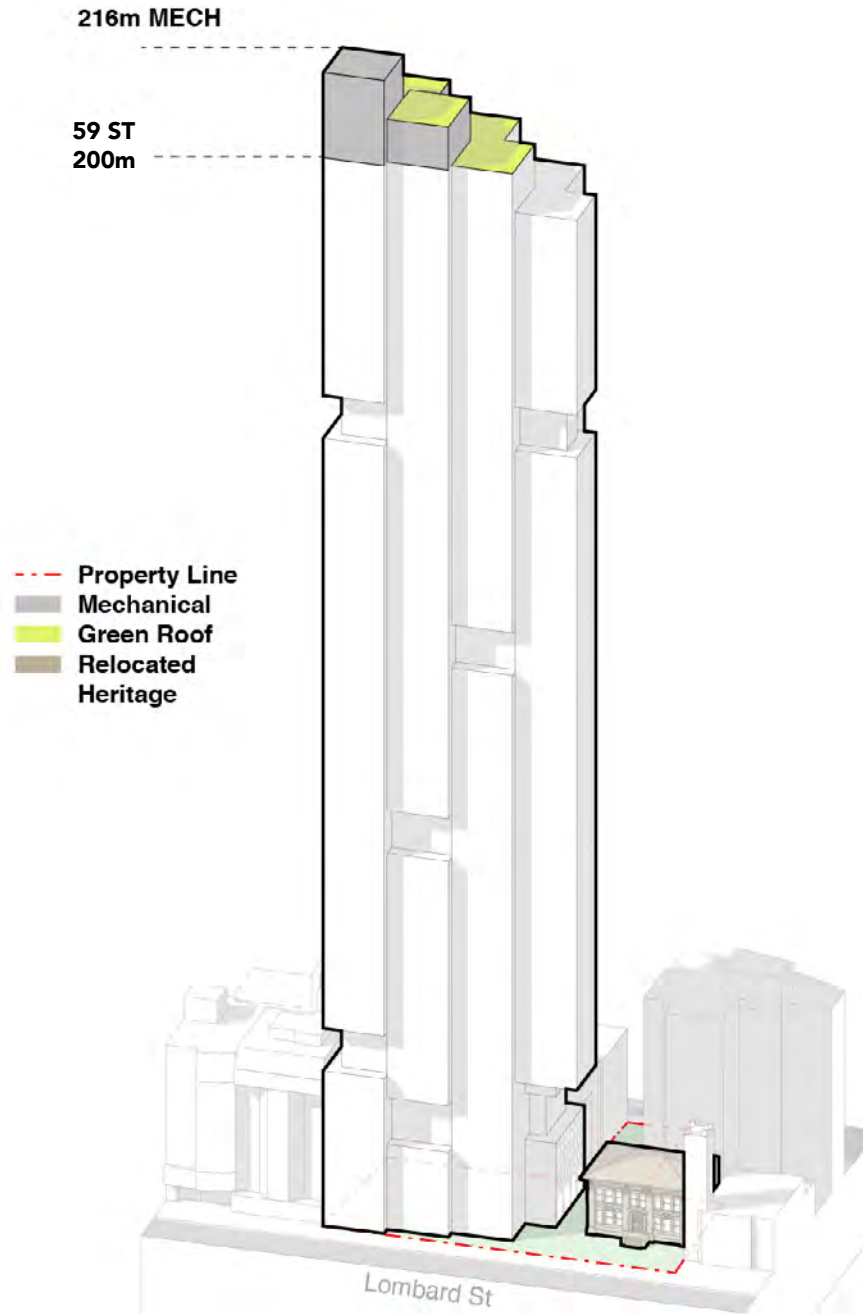 216m MECH
59 ST
200m
Property Line
Mechanical
Green Roof
Relocated
Heritage
Lombard St